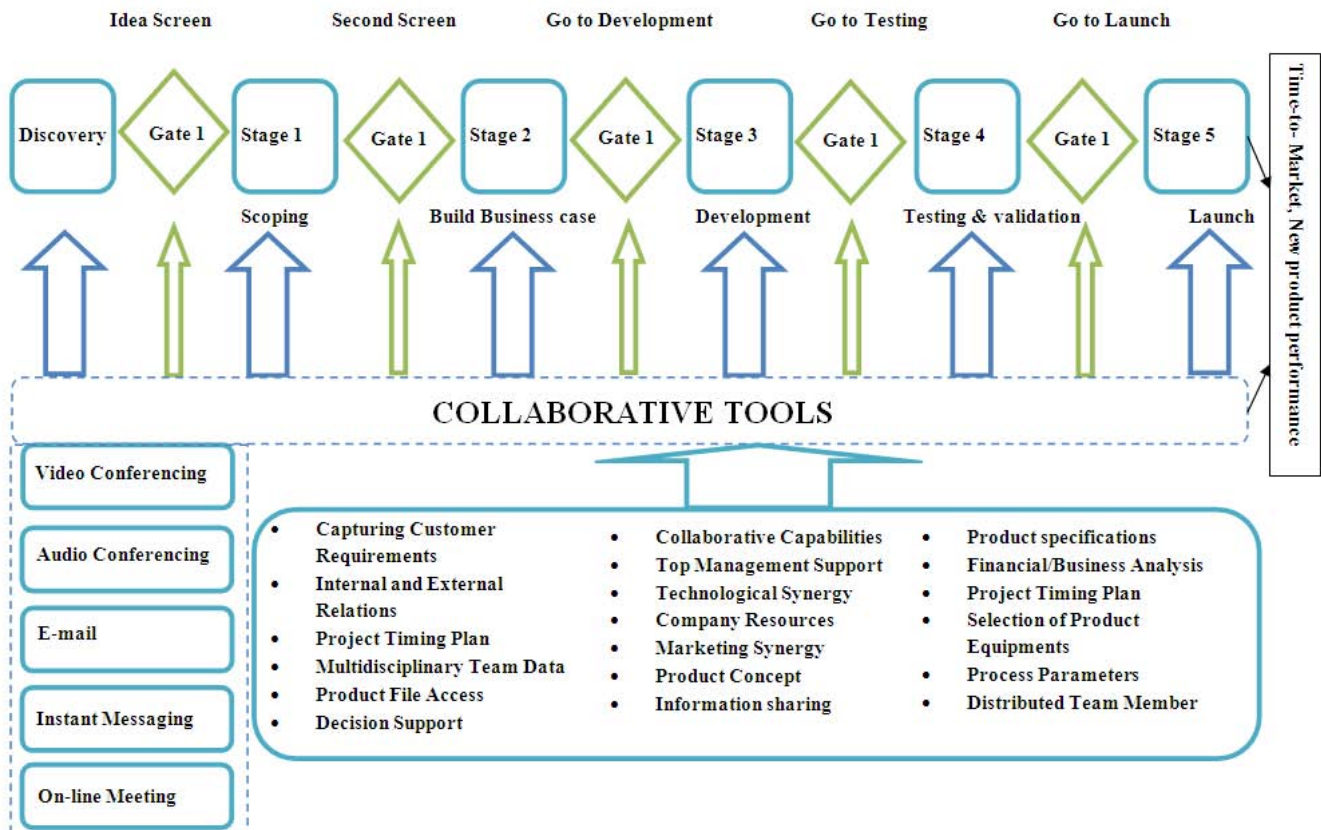 Idea Screen
Second Screen
Go to Development
Go to Testing
Go to Launch
Discovery
Gate 1
Stage 1
Gate 1
Stage 2
Gate 1
Stage 3
Gate 1
Stage 4
Gate 1
Stage 5
Scoping
Build Business case
Development
Testing & validation
Launch
Time-to- Market, New product performance
COLLABORATIVE TOOLS
Video Conferencing
Audio Conferencing
E-mail
Instant Messaging
On-line Meeting
• Capturing Customer
Requirements
• Internal and External
Relations
• Project Timing Plan
• Multidisciplinary Team Data
• Product File Access
• Decision Support
• Collaborative Capabilities
• Top Management Support
• Technological Synergy
• Company Resources
• Marketing Synergy
• Product Concept
• Information sharing
• Product specifications
• Financial/Business Analysis
• Project Timing Plan
• Selection of Product
Equipments
• Process Parameters
• Distributed Team Member